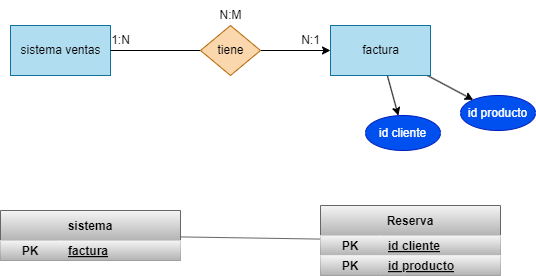 N:M
1:N
N:1
sistema ventas
tiene
factura
id producto
id cliente
sistema
PK factura
Reserva
PK id cliente
PK id producto